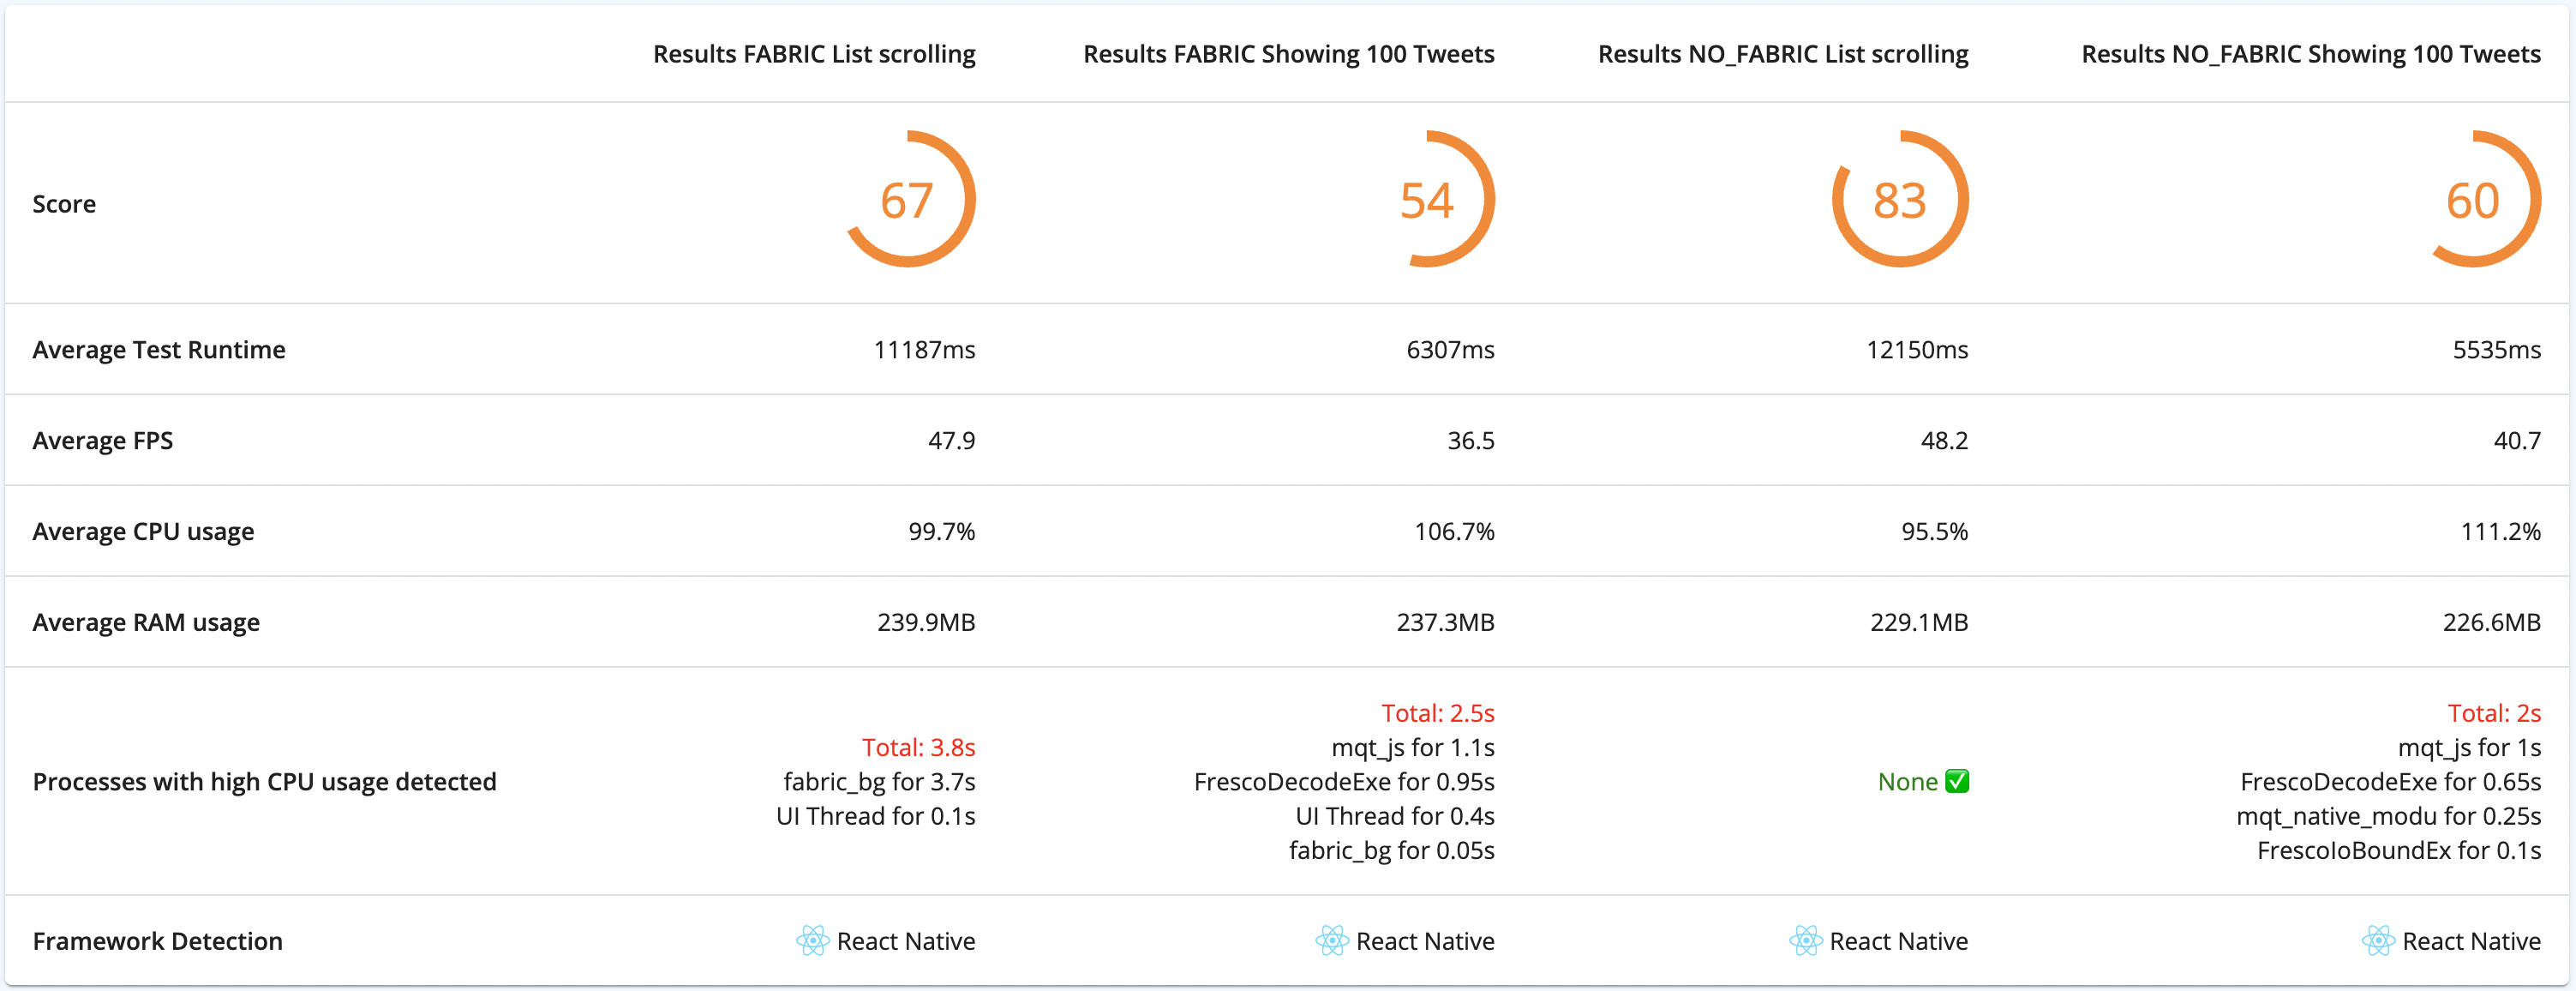 Results FABRIC List scrolling
Results FABRIC Showing 100 Tweets
Results NO_FABRIC List scrolling
Results NO_FABRIC Showing 100 Tweets
Score
67
54
83
60
Average Test Runtime
11187ms
6307ms
12150ms
5535ms
Average FPS
47.9
36.5
48.2
40.7
Average CPU usage
99.7%
106.7%
95.5%
111.2%
Average RAM usage
239.9MB
237.3MB
229.1MB
226.6MB
Processes with high CPU usage detected
Total: 3.8s
fabric_bg for 3.7s
UI Thread for 0.1s
Total: 2.5s
mqt_js for 1.1s
FrescoDecodeExe for 0.95s
UI Thread for 0.4s
fabric_bg for 0.05s
None ✅
Total: 2s
mqt_js for 1s
FrescoDecodeExe for 0.65s
mqt_native_modu for 0.25s
FrescoIoBoundEx for 0.1s
Framework Detection
React Native
React Native
React Native
React Native